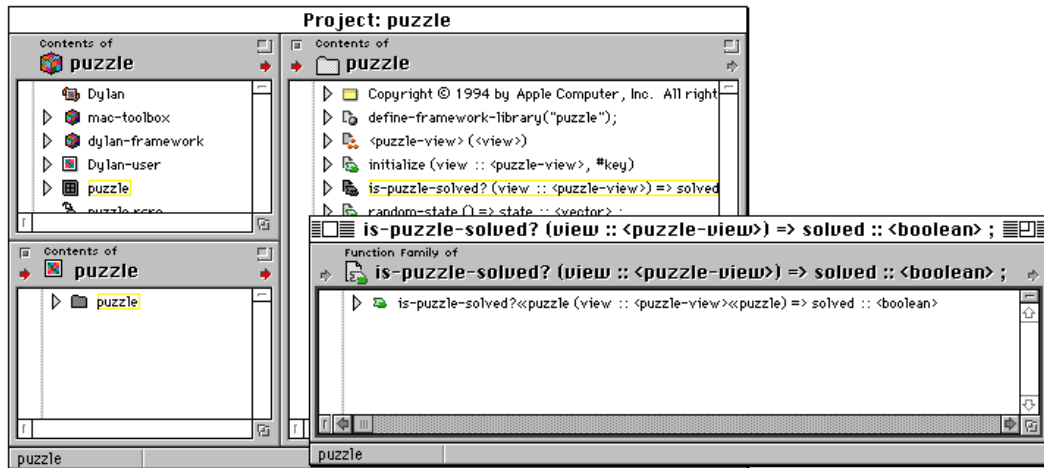 Project: puzzle
Contents of
puzzle
Dylan
mac-toolbox
dylan-framework
Dylan-user
puzzle
Contents of
puzzle
Copyright © 1994 by Apple Computer, Inc. All right
define-framework-library("puzzle");
<puzzle-view> (<view>)
initialize (view :: <puzzle-view>, #key)
is-puzzle-solved? (view :: <puzzle-view>) => solved
random-state () => state :: <vector> ;
Contents of
puzzle
puzzle
puzzle
is-puzzle-solved? (view :: <puzzle-view>) => solved :: <boolean> ;
Function Family of
is-puzzle-solved? (view :: <puzzle-view>) => solved :: <boolean> ;
is-puzzle-solved?«puzzle (view :: <puzzle-view>«puzzle) => solved :: <boolean>
puzzle